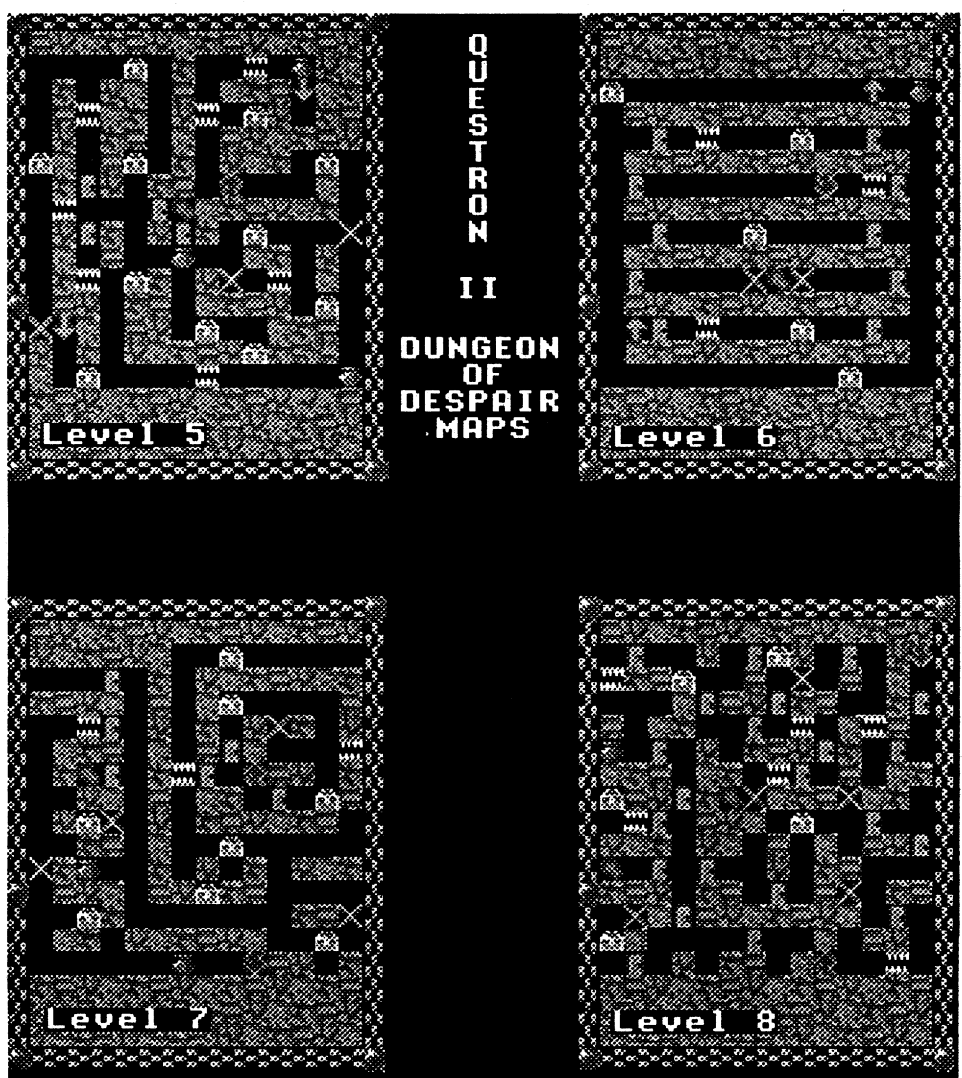 QUESTRON
II
DUNGEON
OF
DESPAIR
MAPS
Level 5
Level 6
Level 7
Level 8